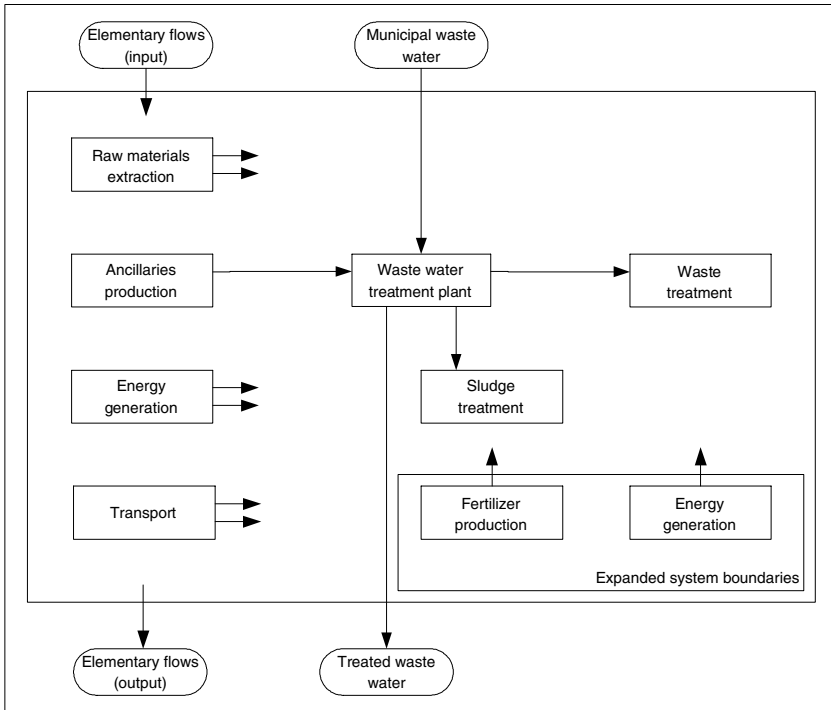 Elementary flows
(input)
Municipal waste
water
Raw materials
extraction
Ancillaries
production
Waste water
treatment plant
Waste
treatment
Energy
generation
Sludge
treatment
Transport
Fertilizer
production
Energy
generation
Expanded system boundaries
Elementary flows
(output)
Treated waste
water